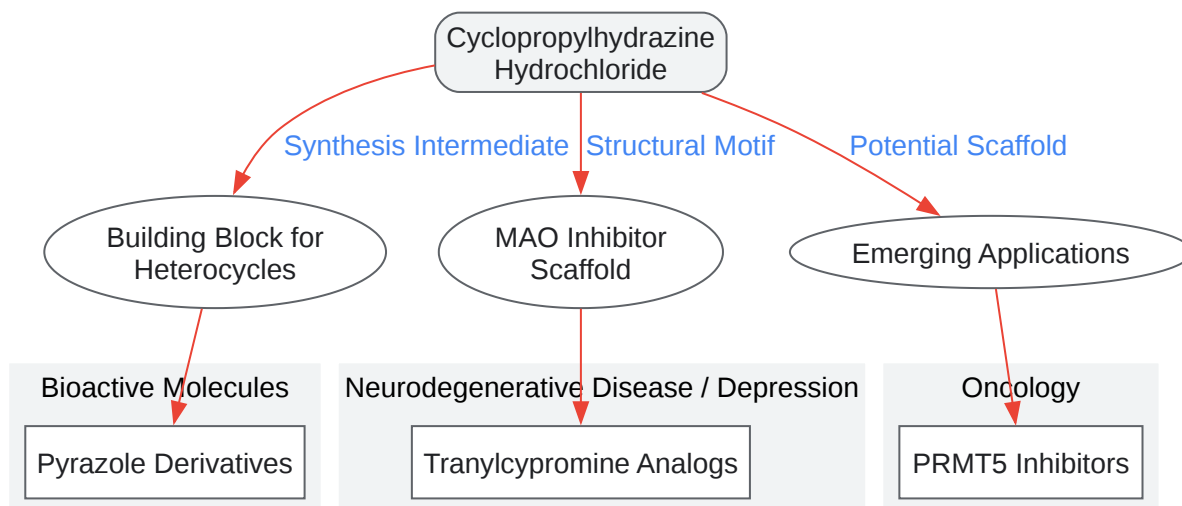 Cyclopropylhydrazine
Hydrochloride
Synthesis Intermediate
Structural Motif
Potential Scaffold
Building Block for
Heterocycles
MAO Inhibitor
Scaffold
Emerging Applications
Bioactive Molecules
Neurodegenerative Disease / Depression
Oncology
Pyrazole Derivatives
Tranylcypromine Analogs
PRMT5 Inhibitors